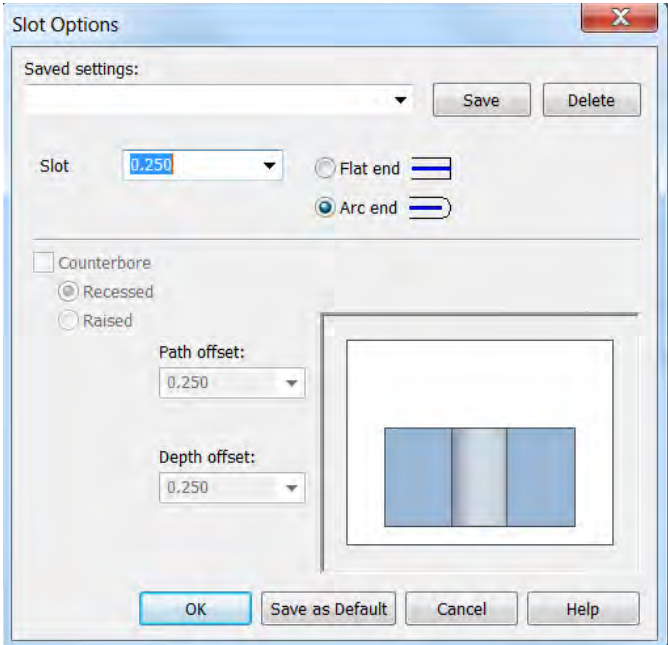 Slot Options
X
Saved settings:
Save
Delete
Slot
0.250
Flat end
Arc end
Counterbore
Recessed
Raised
Path offset:
0.250
Depth offset:
0.250
OK
Save as Default
Cancel
Help